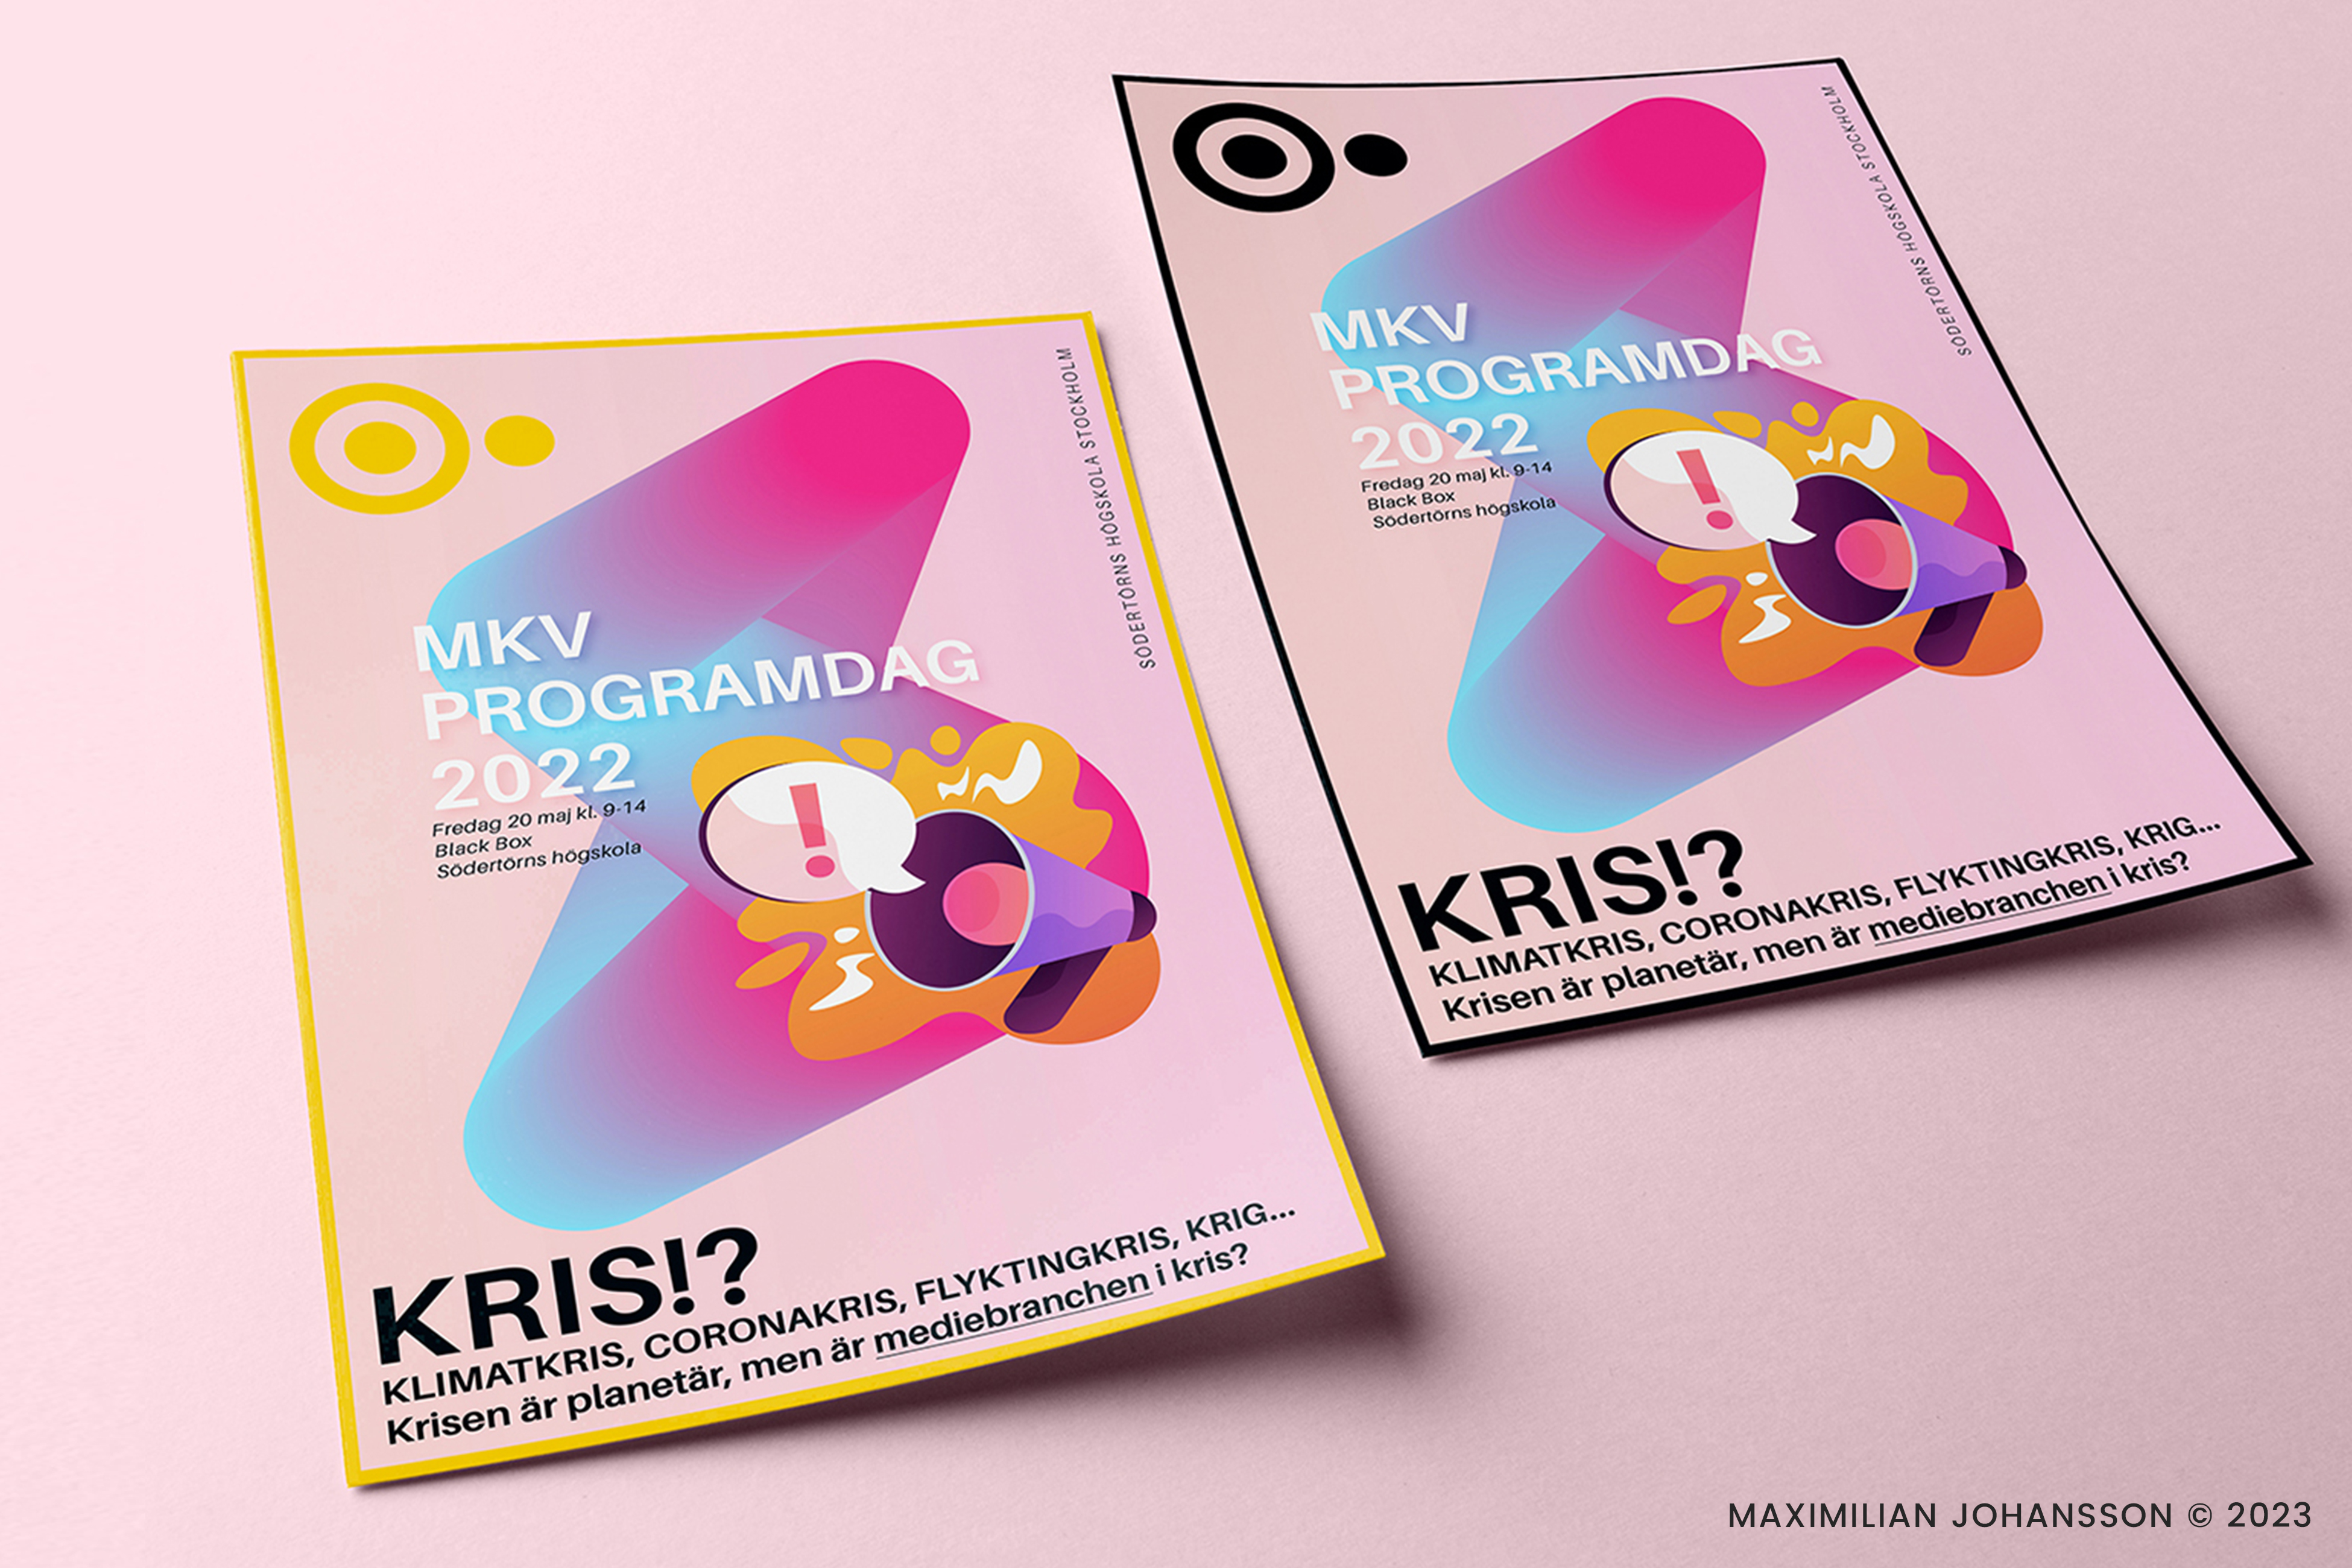 MKV
PROGRAMDAG
2022
Fredag 20 maj kl. 9-14
Black Box
Södertörns högskola
SÖDERTÖRNS HÖGSKOLA STOCKHOLM
KRIS!?
KLIMATKRIS, CORONAKRIS, FLYKTINGKRIS, KRIG...
Krisen är planetär, men är mediebranchen i kris?
MKV
PROGRAMDAG
2022
Fredag 20 maj kl. 9-14
Black Box
Södertörns högskola
SÖDERTÖRNS HÖGSKOLA STOCKHOLM
KRIS!?
KLIMATKRIS, CORONAKRIS, FLYKTINGKRIS, KRIG...
Krisen är planetär, men är mediebranchen i kris?
MAXIMILIAN JOHANSSON © 2023